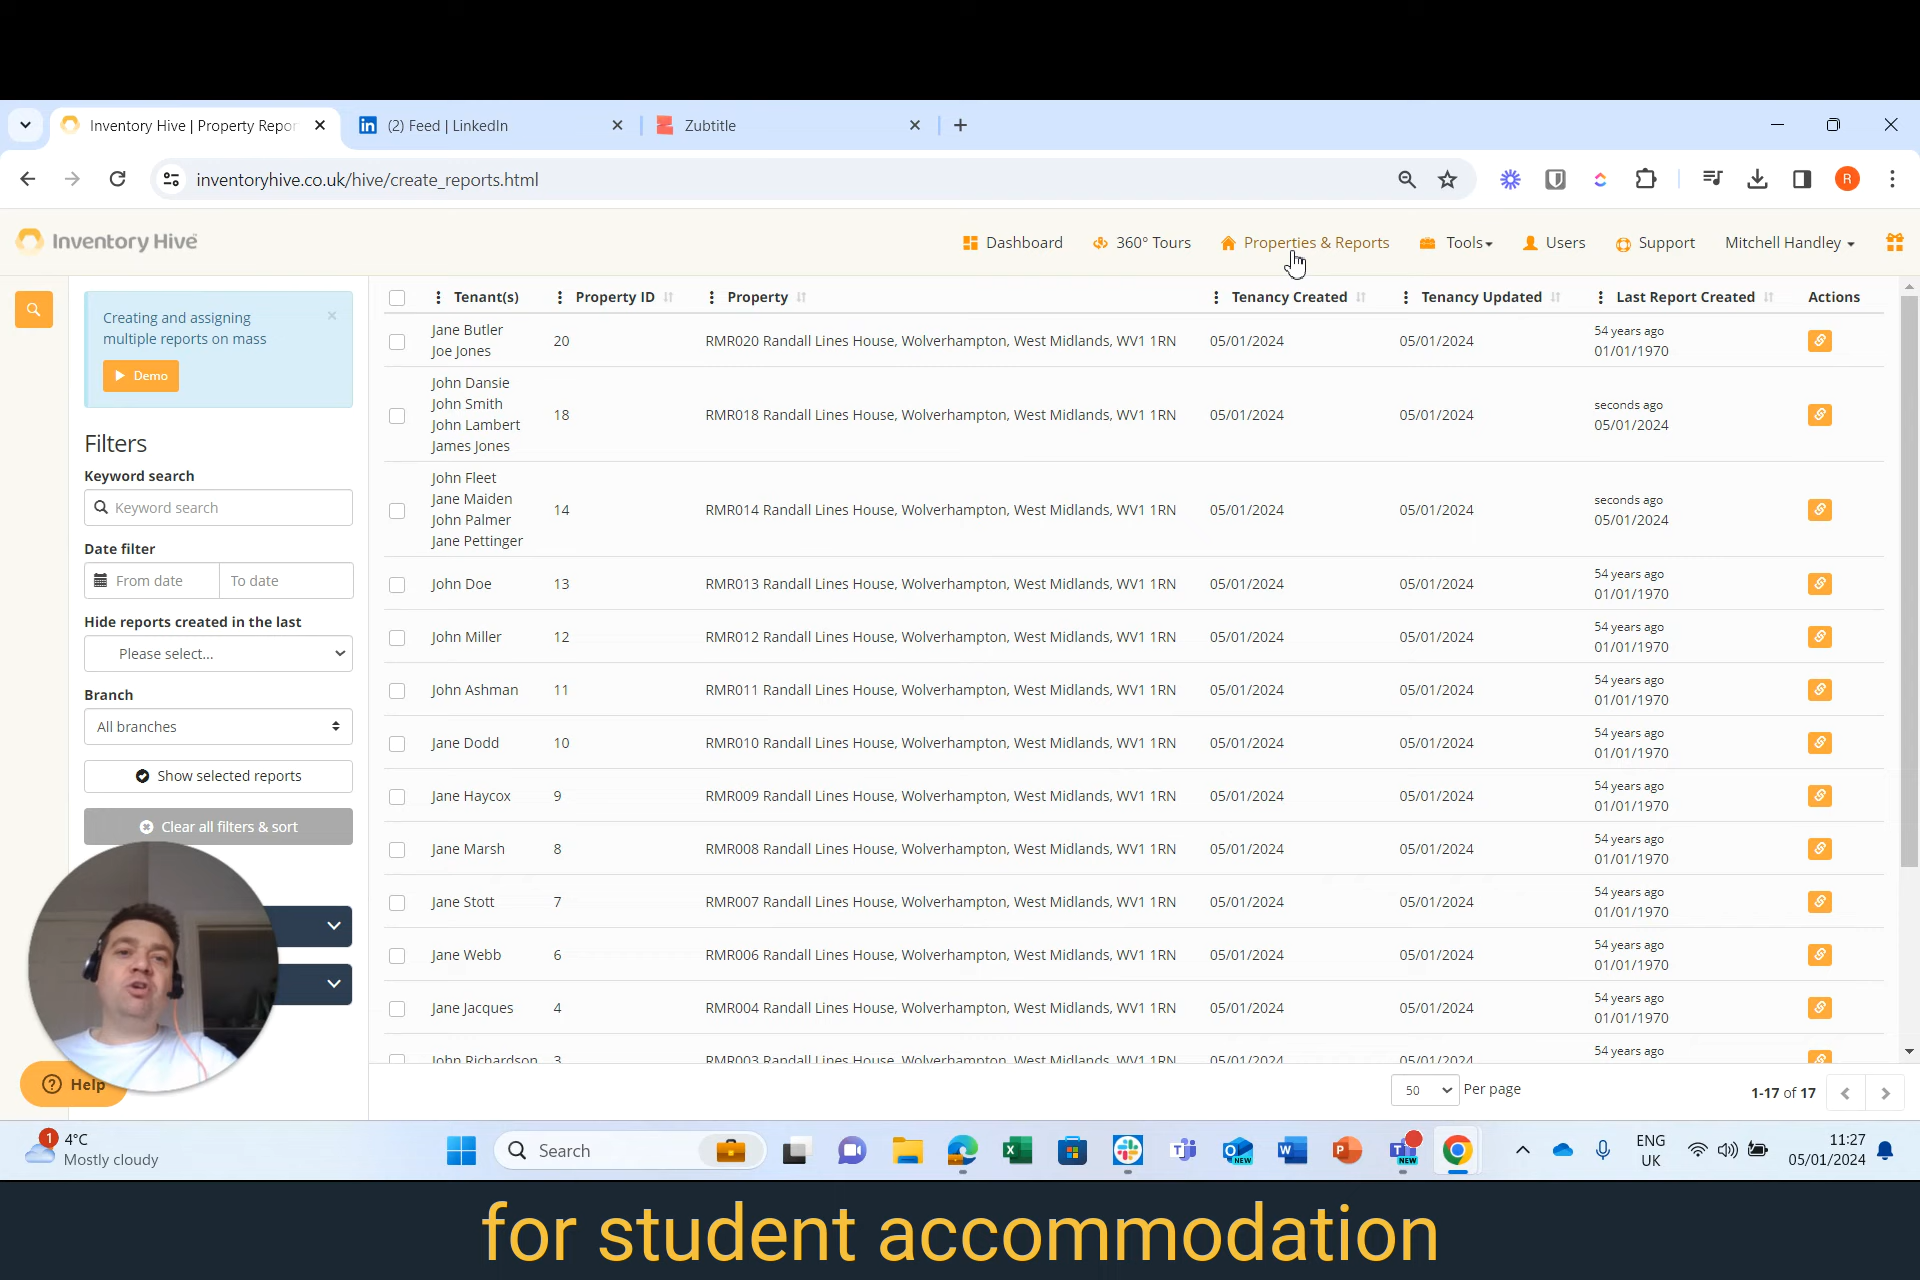 Inventory Hive | Property Repor
(2) Feed | LinkedIn
Zubtitle
inventoryhive.co.uk/hive/create_reports.html
R
Inventory Hive
Dashboard
360° Tours
Properties & Reports
Tools
Users
Support
Mitchell Handley
Creating and assigning
multiple reports on mass
Demo
Filters
Keyword search
Keyword search
Date filter
From date
To date
Hide reports created in the last
Please select...
Branch
All branches
Show selected reports
Clear all filters & sort
Help
Tenant(s) Property ID Property Tenancy Created Tenancy Updated Last Report Created Actions
Jane Butler
Joe Jones
20 RMR020 Randall Lines House, Wolverhampton, West Midlands, WV1 1RN 05/01/2024 05/01/2024
54 years ago
01/01/1970
John Dansie
John Smith
John Lambert
James Jones
18 RMR018 Randall Lines House, Wolverhampton, West Midlands, WV1 1RN 05/01/2024 05/01/2024
seconds ago
05/01/2024
John Fleet
Jane Maiden
John Palmer
Jane Pettinger
14 RMR014 Randall Lines House, Wolverhampton, West Midlands, WV1 1RN 05/01/2024 05/01/2024
seconds ago
05/01/2024
John Doe 13 RMR013 Randall Lines House, Wolverhampton, West Midlands, WV1 1RN 05/01/2024 05/01/2024
54 years ago
01/01/1970
John Miller 12 RMR012 Randall Lines House, Wolverhampton, West Midlands, WV1 1RN 05/01/2024 05/01/2024
54 years ago
01/01/1970
John Ashman 11 RMR011 Randall Lines House, Wolverhampton, West Midlands, WV1 1RN 05/01/2024 05/01/2024
54 years ago
01/01/1970
Jane Dodd 10 RMR010 Randall Lines House, Wolverhampton, West Midlands, WV1 1RN 05/01/2024 05/01/2024
54 years ago
01/01/1970
Jane Haycox 9 RMR009 Randall Lines House, Wolverhampton, West Midlands, WV1 1RN 05/01/2024 05/01/2024
54 years ago
01/01/1970
Jane Marsh 8 RMR008 Randall Lines House, Wolverhampton, West Midlands, WV1 1RN 05/01/2024 05/01/2024
54 years ago
01/01/1970
Jane Stott 7 RMR007 Randall Lines House, Wolverhampton, West Midlands, WV1 1RN 05/01/2024 05/01/2024
54 years ago
01/01/1970
Jane Webb 6 RMR006 Randall Lines House, Wolverhampton, West Midlands, WV1 1RN 05/01/2024 05/01/2024
54 years ago
01/01/1970
Jane Jacques 4 RMR004 Randall Lines House, Wolverhampton, West Midlands, WV1 1RN 05/01/2024 05/01/2024
54 years ago
01/01/1970
John Richardson 3 RMR003 Randall Lines House, Wolverhampton, West Midlands, WV1 1RN 05/01/2024 05/01/2024
54 years ago
50 Per page
1-17 of 17
1
4°C
Mostly cloudy
Search
NEW
NEW
ENG
UK
11:27
05/01/2024
for student accommodation